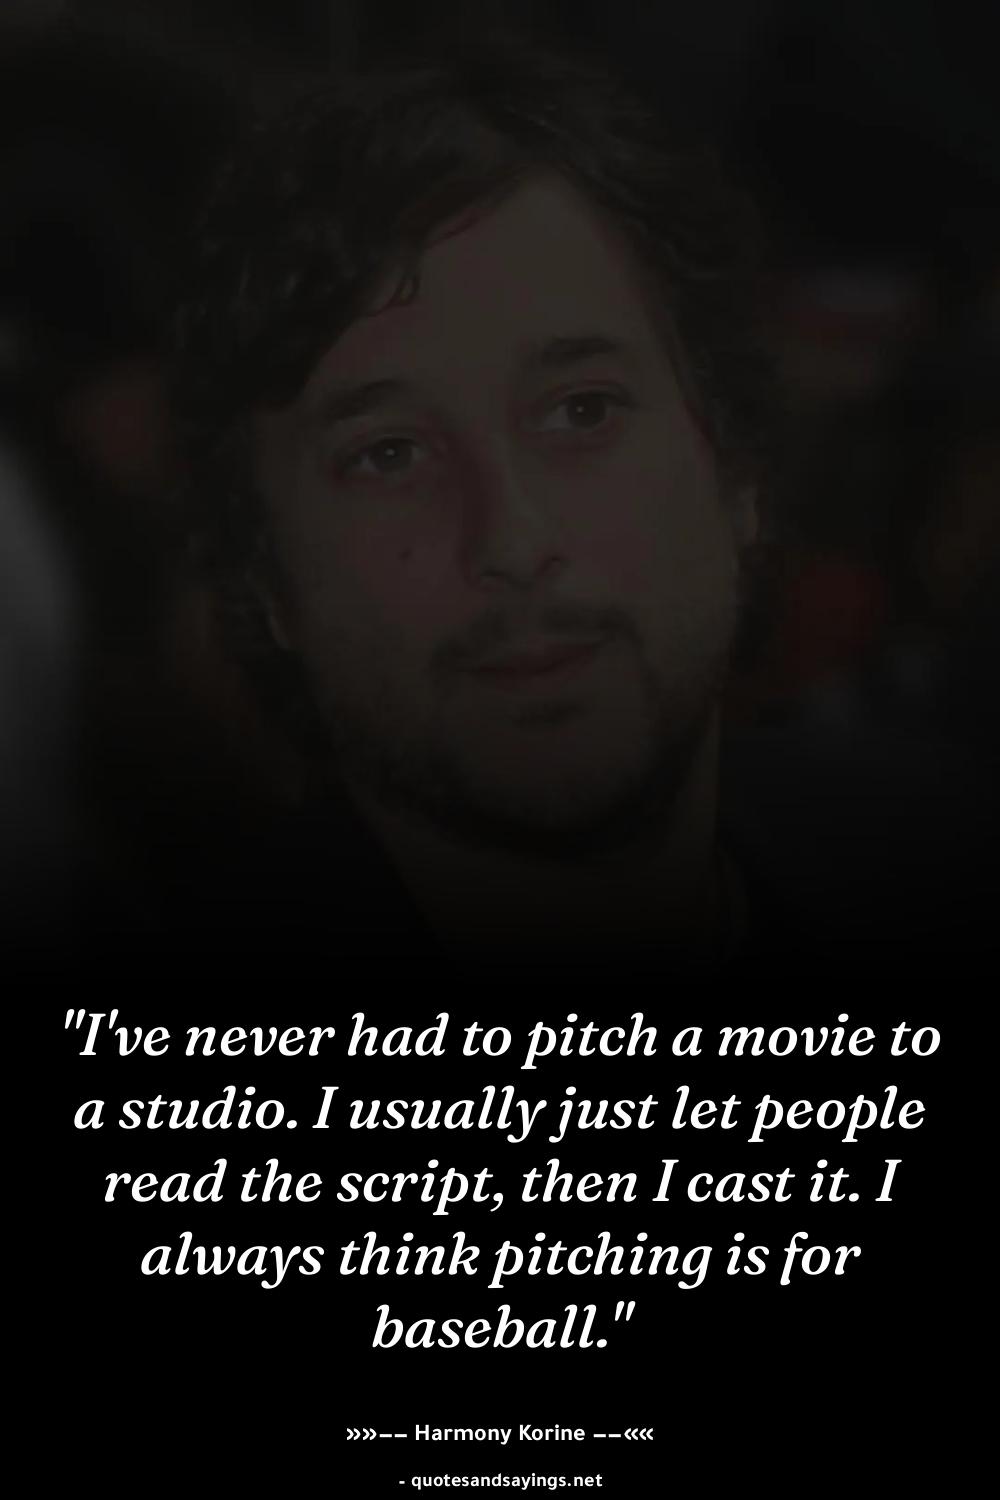 "I've never had to pitch a movie to
a studio. I usually just let people
read the script, then I cast it. I
always think pitching is for
baseball."
»»–– Harmony Korine ––««
- quotesandsayings.net